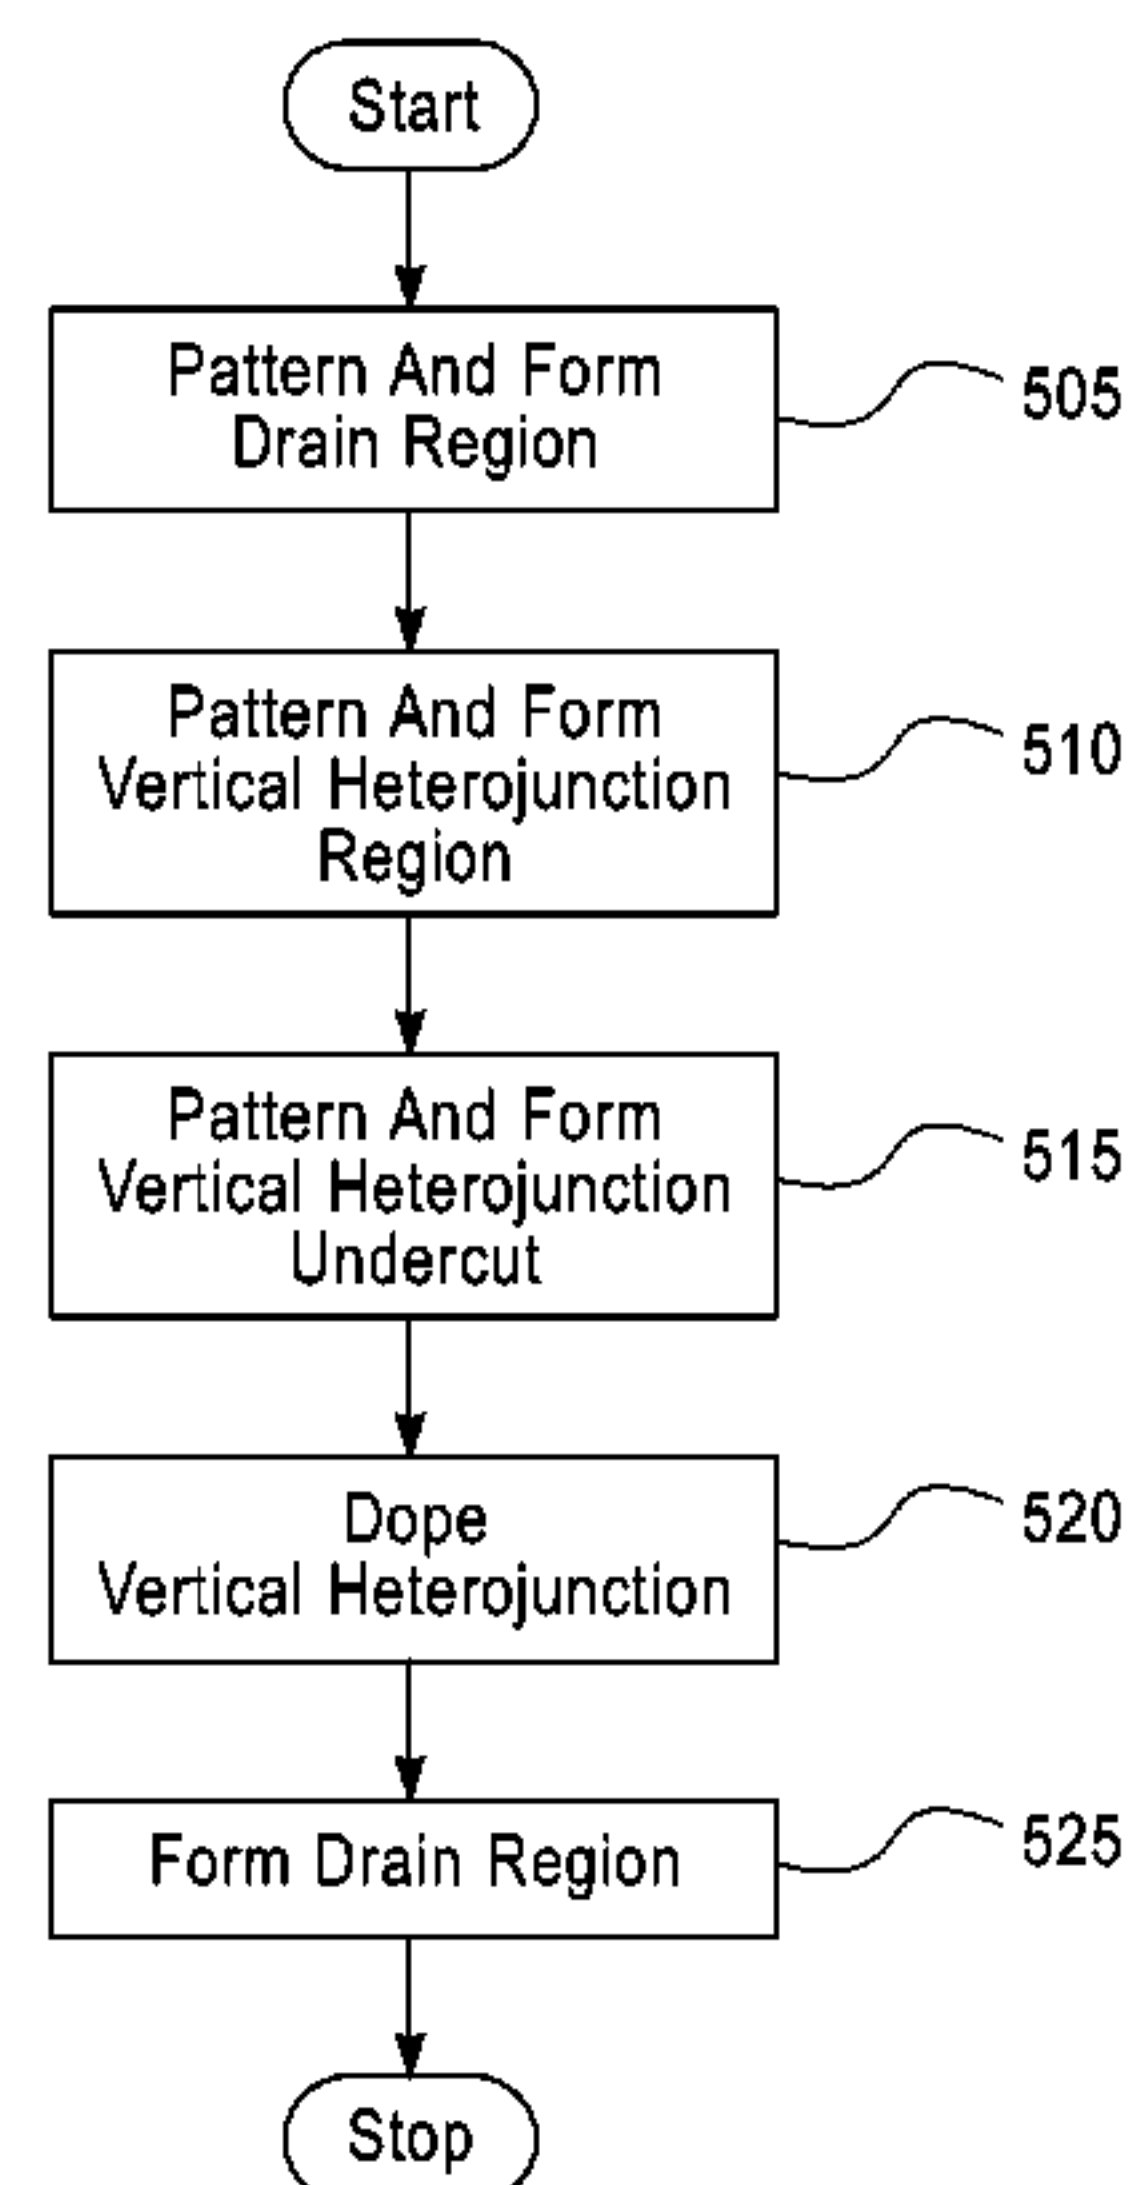 Start
Pattern And Form
Drain Region
505
Pattern And Form
Vertical Heterojunction
Region
510
Pattern And Form
Vertical Heterojunction
Undercut
515
Dope
Vertical Heterojunction
520
Form Drain Region
525
Stop